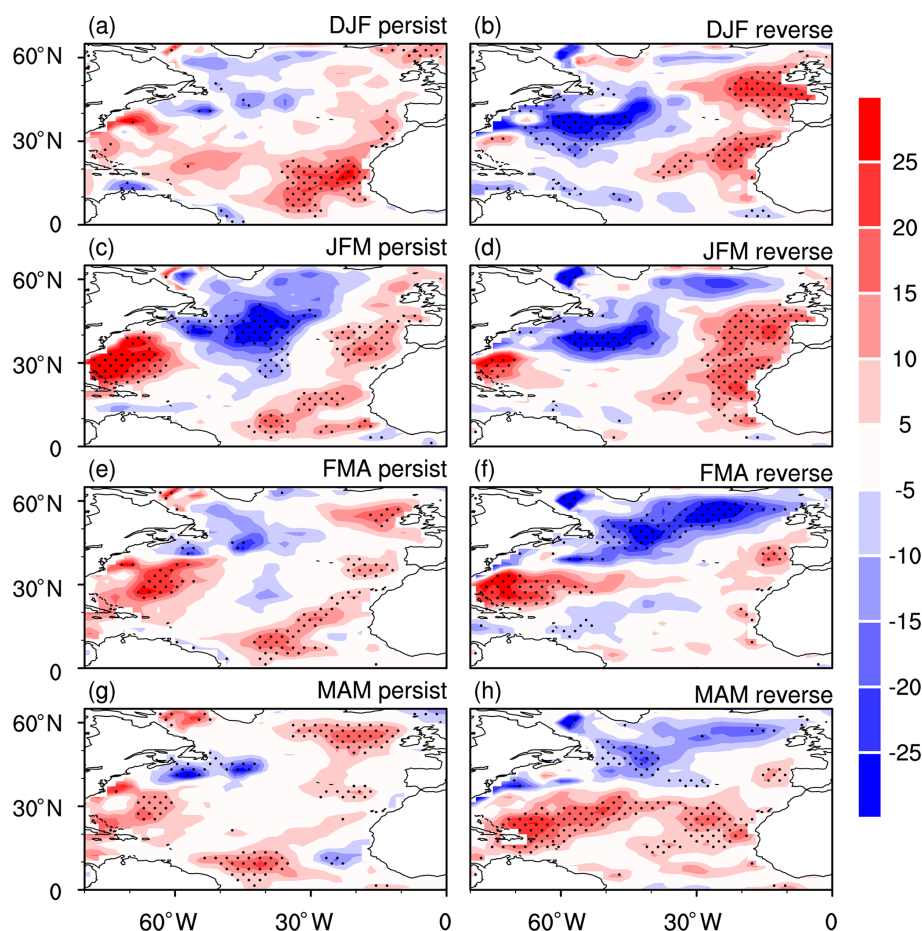 (a) DJF persist
(b) DJF reverse
60°N
30°N
0
(c) JFM persist
(d) JFM reverse
60°N
30°N
0
(e) FMA persist
(f) FMA reverse
60°N
30°N
0
(g) MAM persist
(h) MAM reverse
60°N
30°N
0
60°W 30°W 0
60°W 30°W 0
25
20
15
10
5
-5
-10
-15
-20
-25